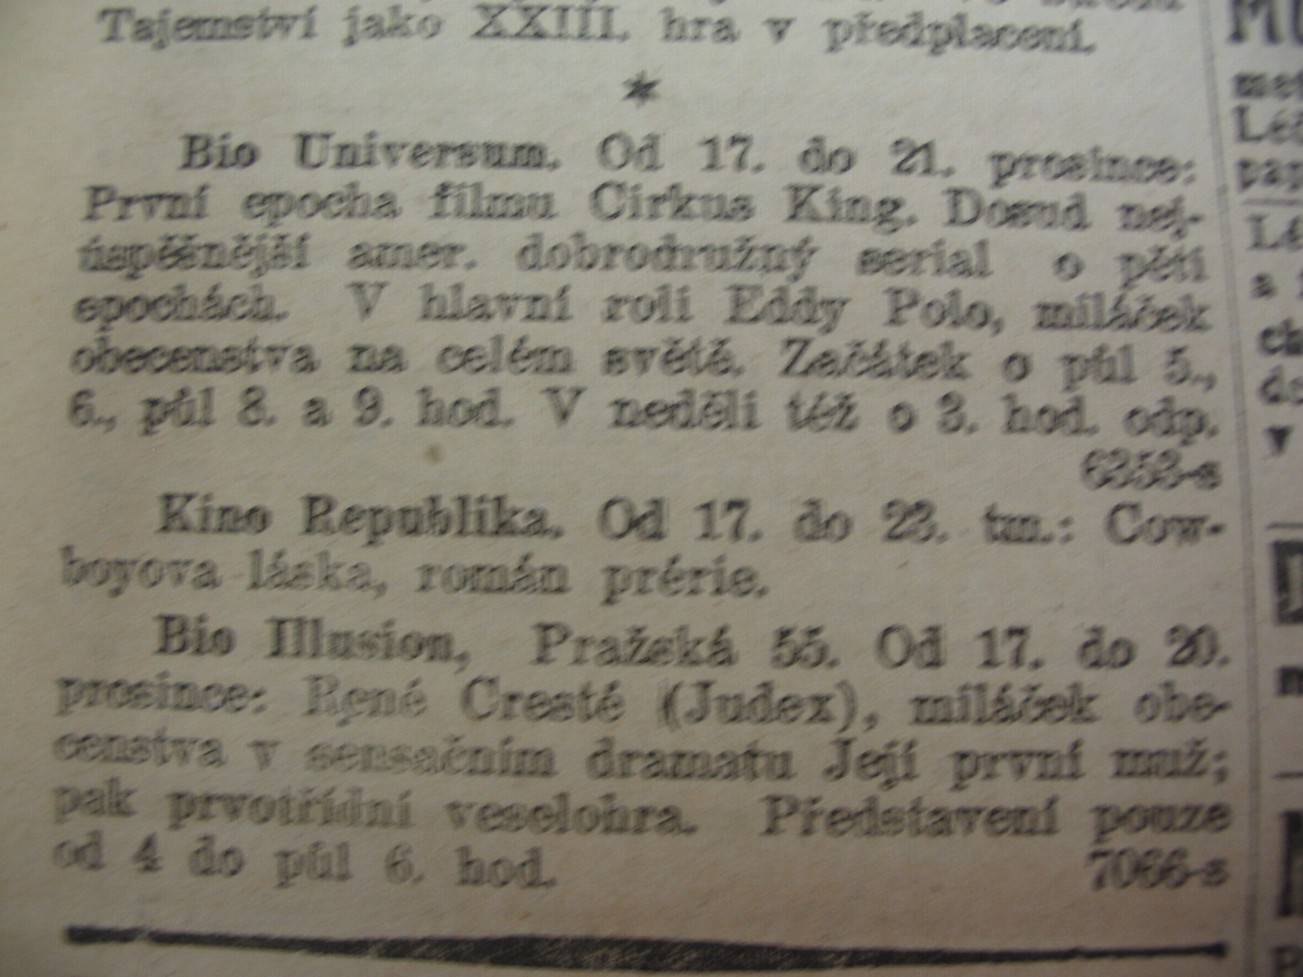 Tajemství jako XXIII. hra v předplacení.
*
Bio Universum. Od 17. do 21. prosince:
První epocha filmu Cirkus King. Dosud nej-
úspěšnější amer. dobrodružný serial o pěti
epochách. V hlavní roli Eddy Polo, miláček
obecenstva na celém světě. Začátek o půl 5.,
6., půl 8. a 9. hod. V neděli též o 3. hod. odp.
6353-s
Kino Republika. Od 17. do 23. tm.: Cow-
boyova láska, román prérie.
Bio Illusion, Pražská 55. Od 17. do 20.
prosince: René Cresté (Judex), miláček obe-
censtva v sensačním dramatu Její první muž;
pak prvotřídní veselohra. Představení pouze
od 4 do půl 6. hod.
7066-s